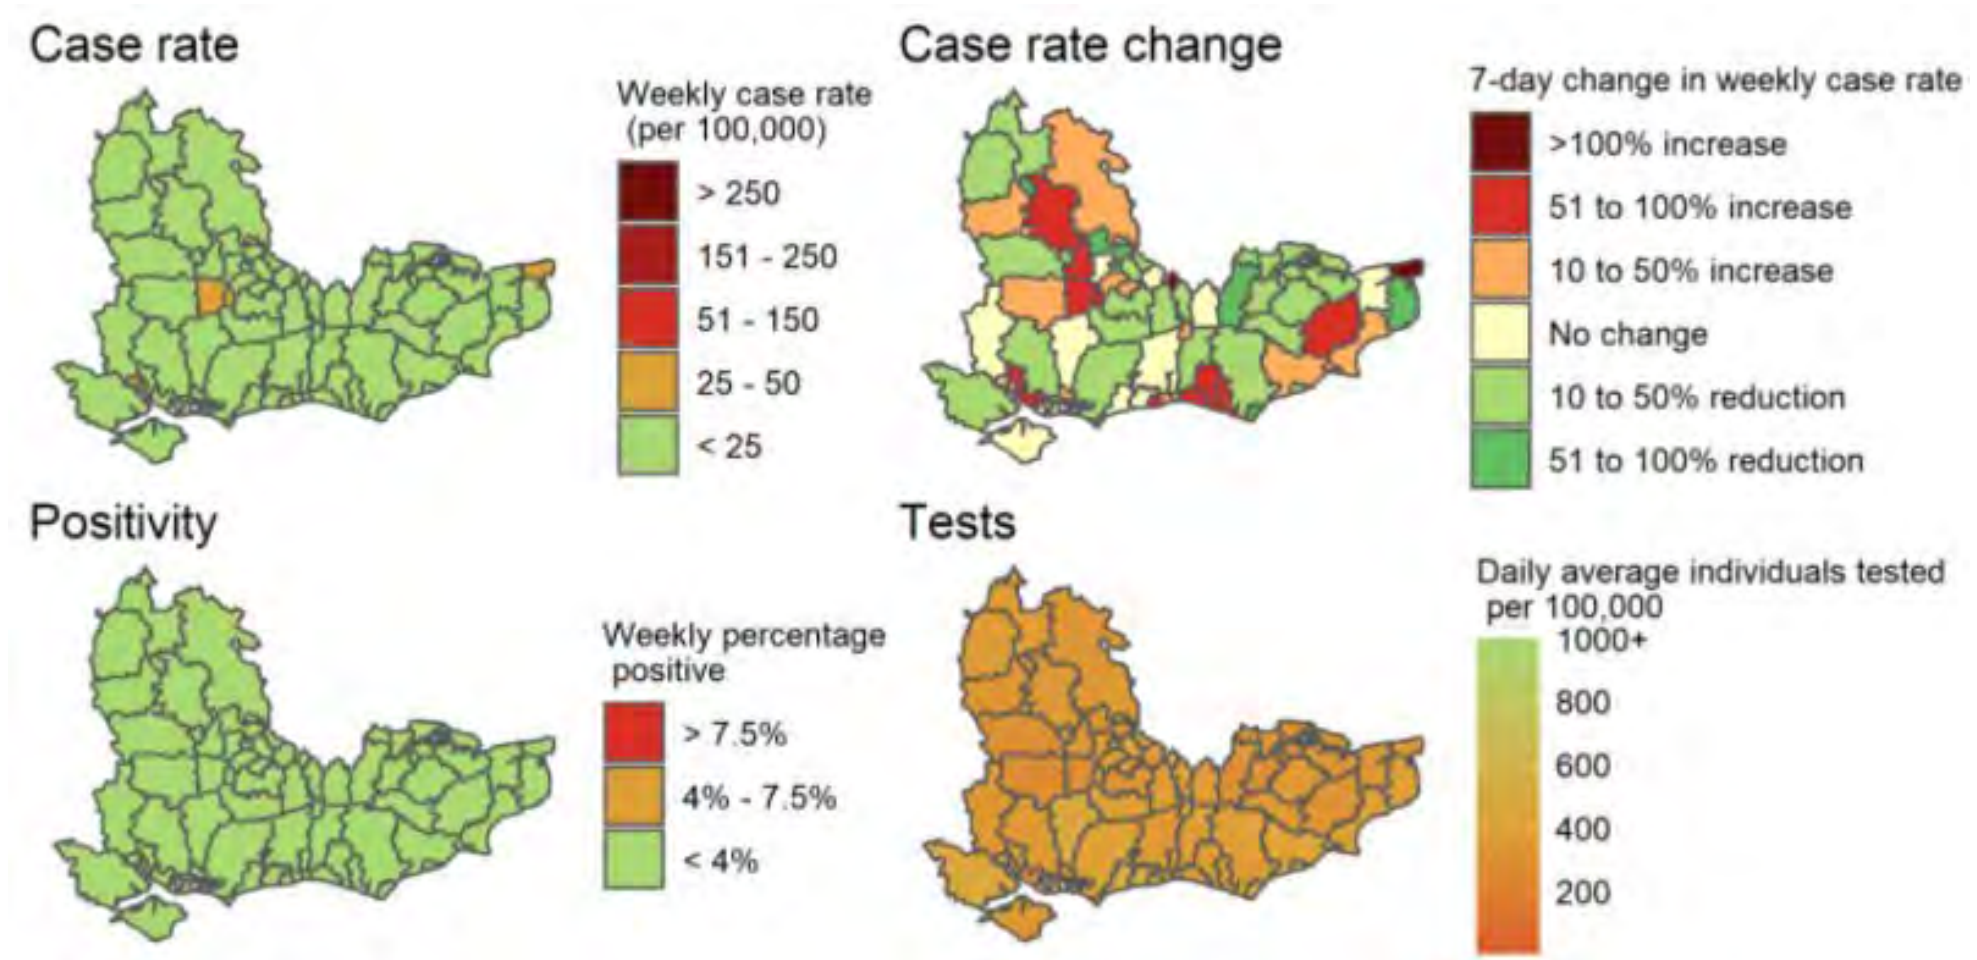 Case rate
Weekly case rate
(per 100,000)
> 250
151 - 250
51 - 150
25 - 50
< 25
Case rate change
7-day change in weekly case rate
>100% increase
51 to 100% increase
10 to 50% increase
No change
10 to 50% reduction
51 to 100% reduction
Positivity
Weekly percentage
positive
> 7.5%
4% - 7.5%
< 4%
Tests
Daily average individuals tested
per 100,000
1000+
800
600
400
200